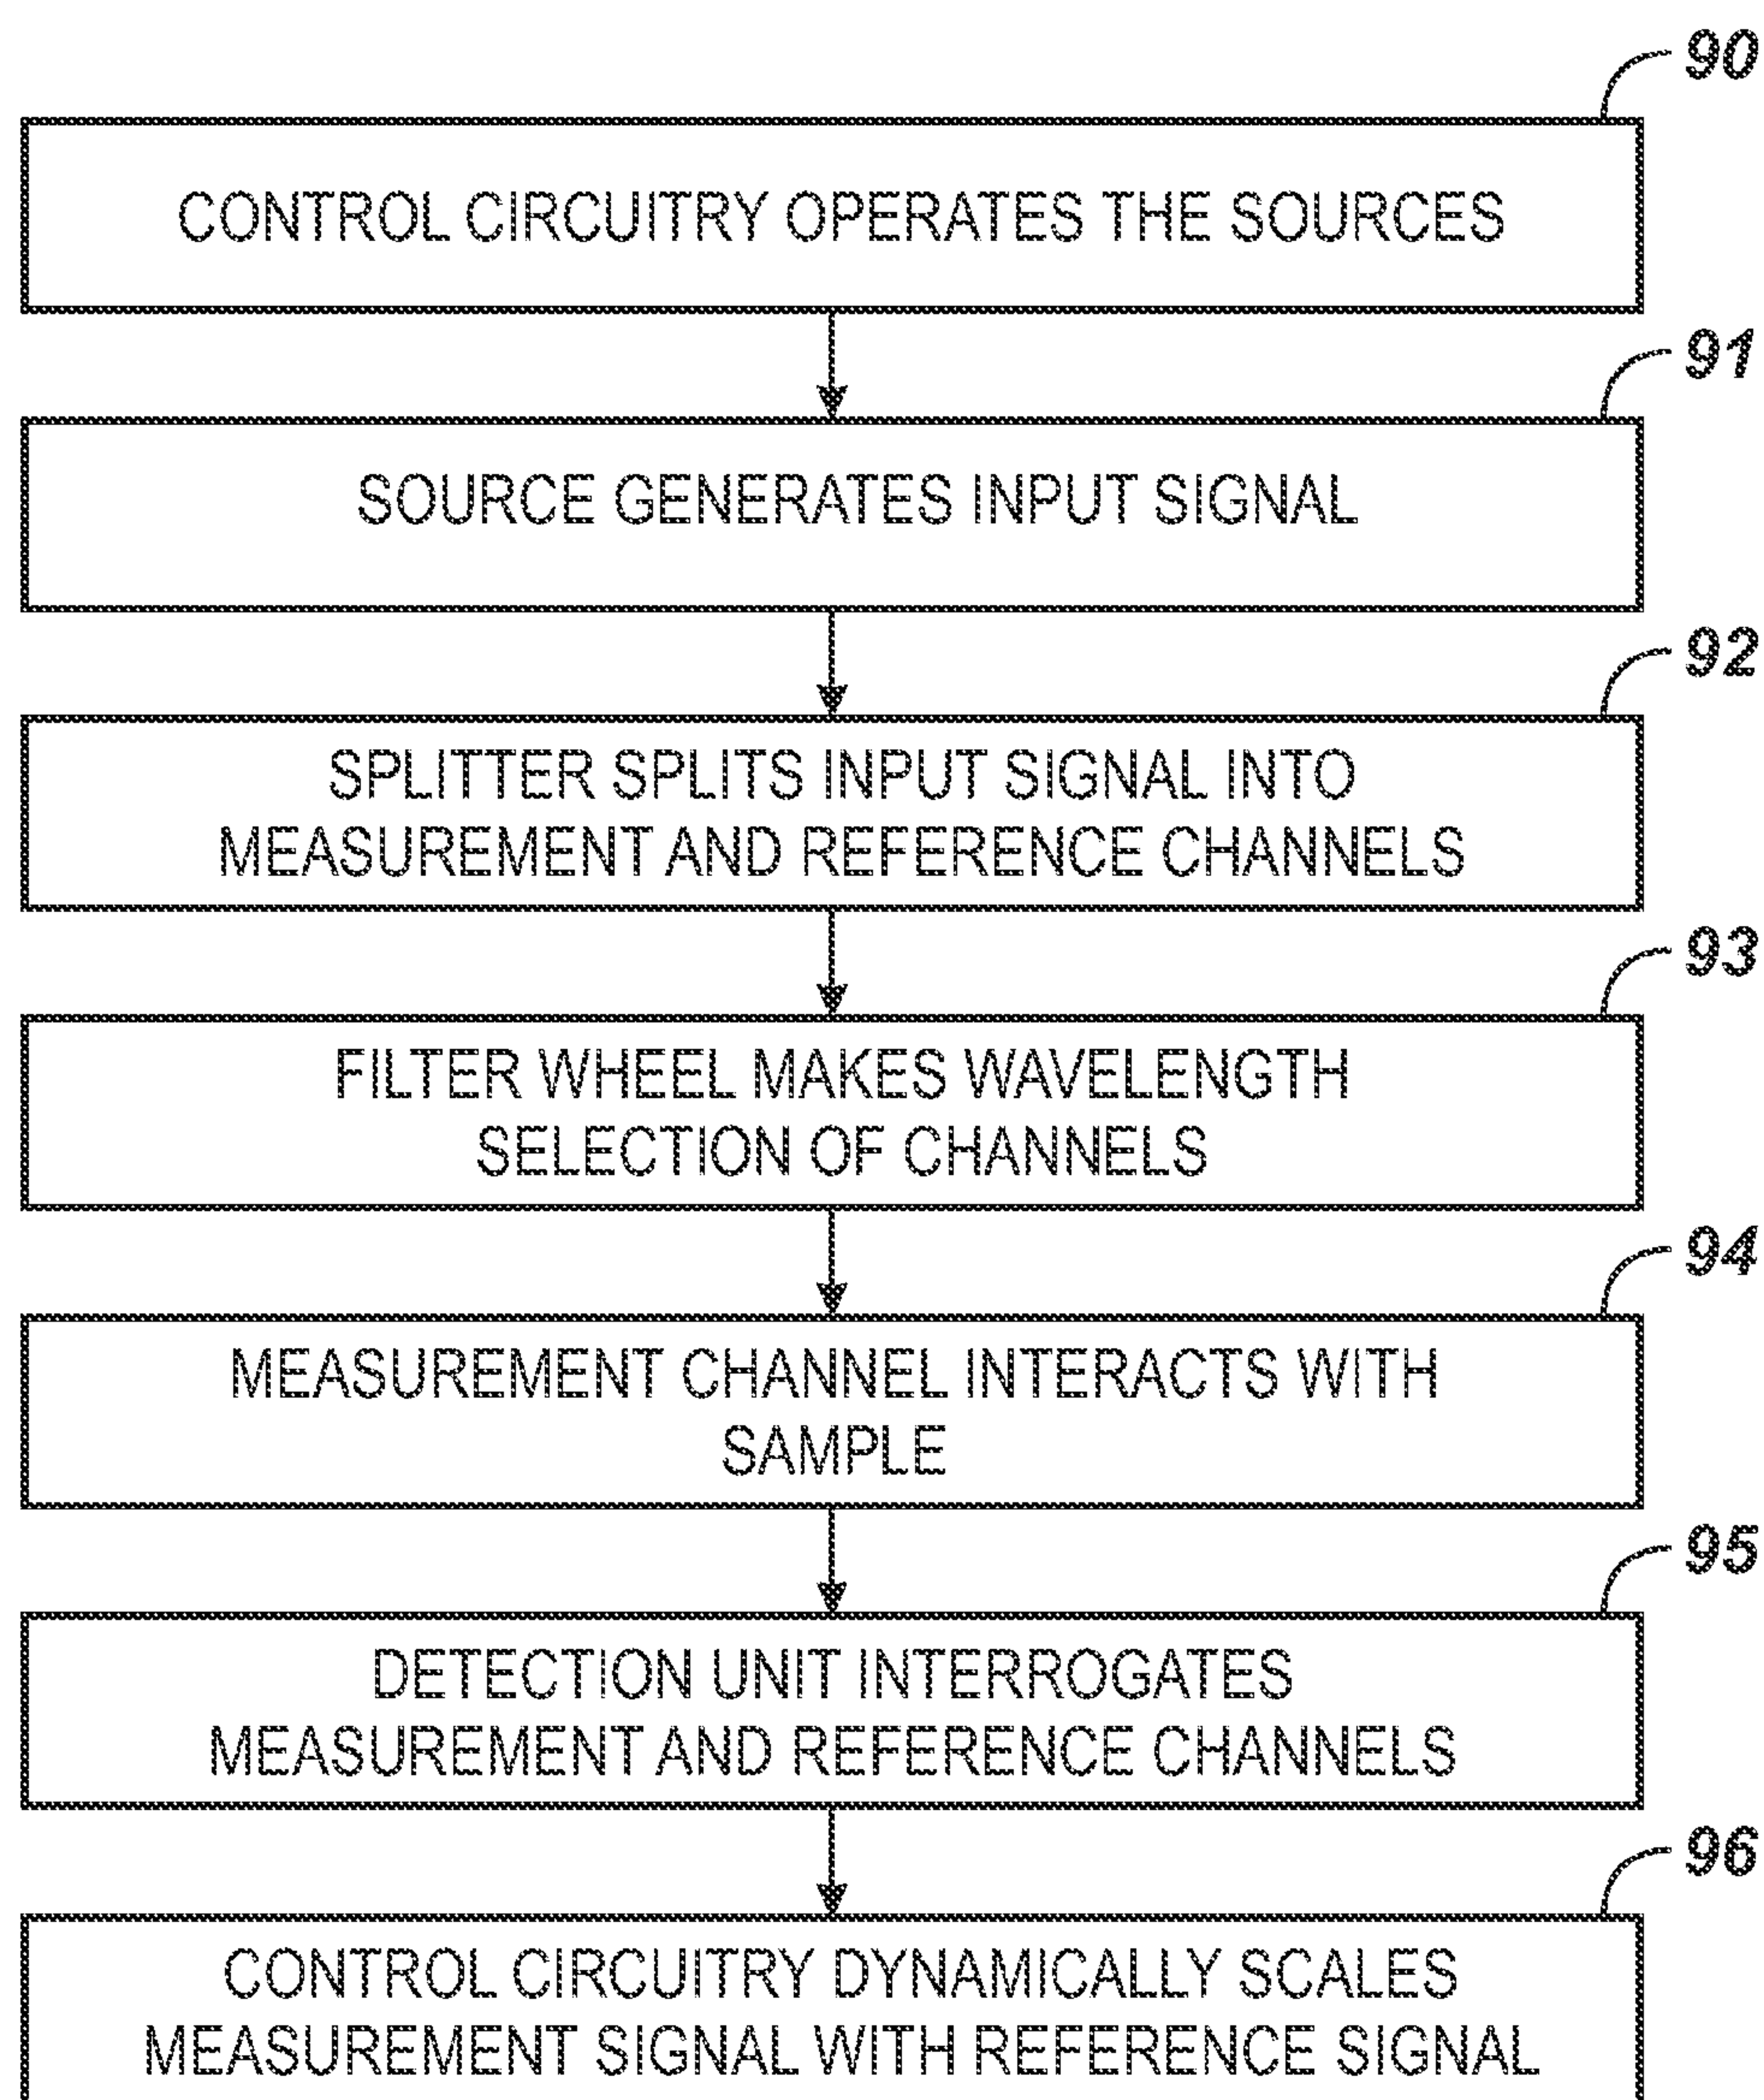 90
CONTROL CIRCUITRY OPERATES THE SOURCES
91
SOURCE GENERATES INPUT SIGNAL
92
SPLITTER SPLITS INPUT SIGNAL INTO
MEASUREMENT AND REFERENCE CHANNELS
93
FILTER WHEEL MAKES WAVELENGTH
SELECTION OF CHANNELS
94
MEASUREMENT CHANNEL INTERACTS WITH
SAMPLE
95
DETECTION UNIT INTERROGATES
MEASUREMENT AND REFERENCE CHANNELS
96
CONTROL CIRCUITRY DYNAMICALLY SCALES
MEASUREMENT SIGNAL WITH REFERENCE SIGNAL